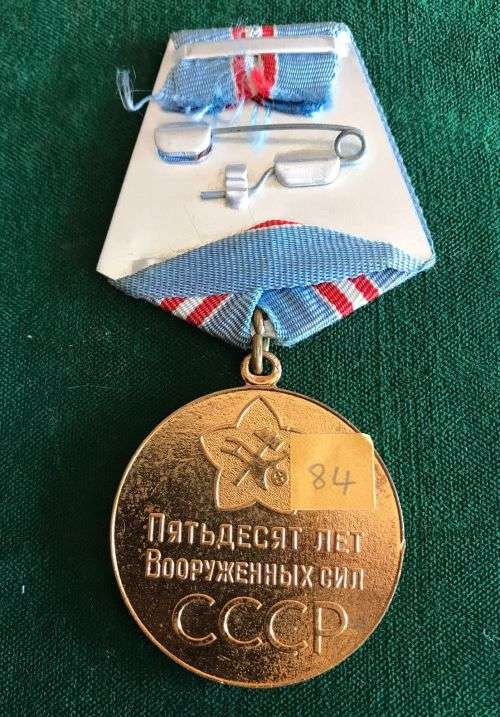 84
Пятьдесят лет
Вооруженных сил
СССР